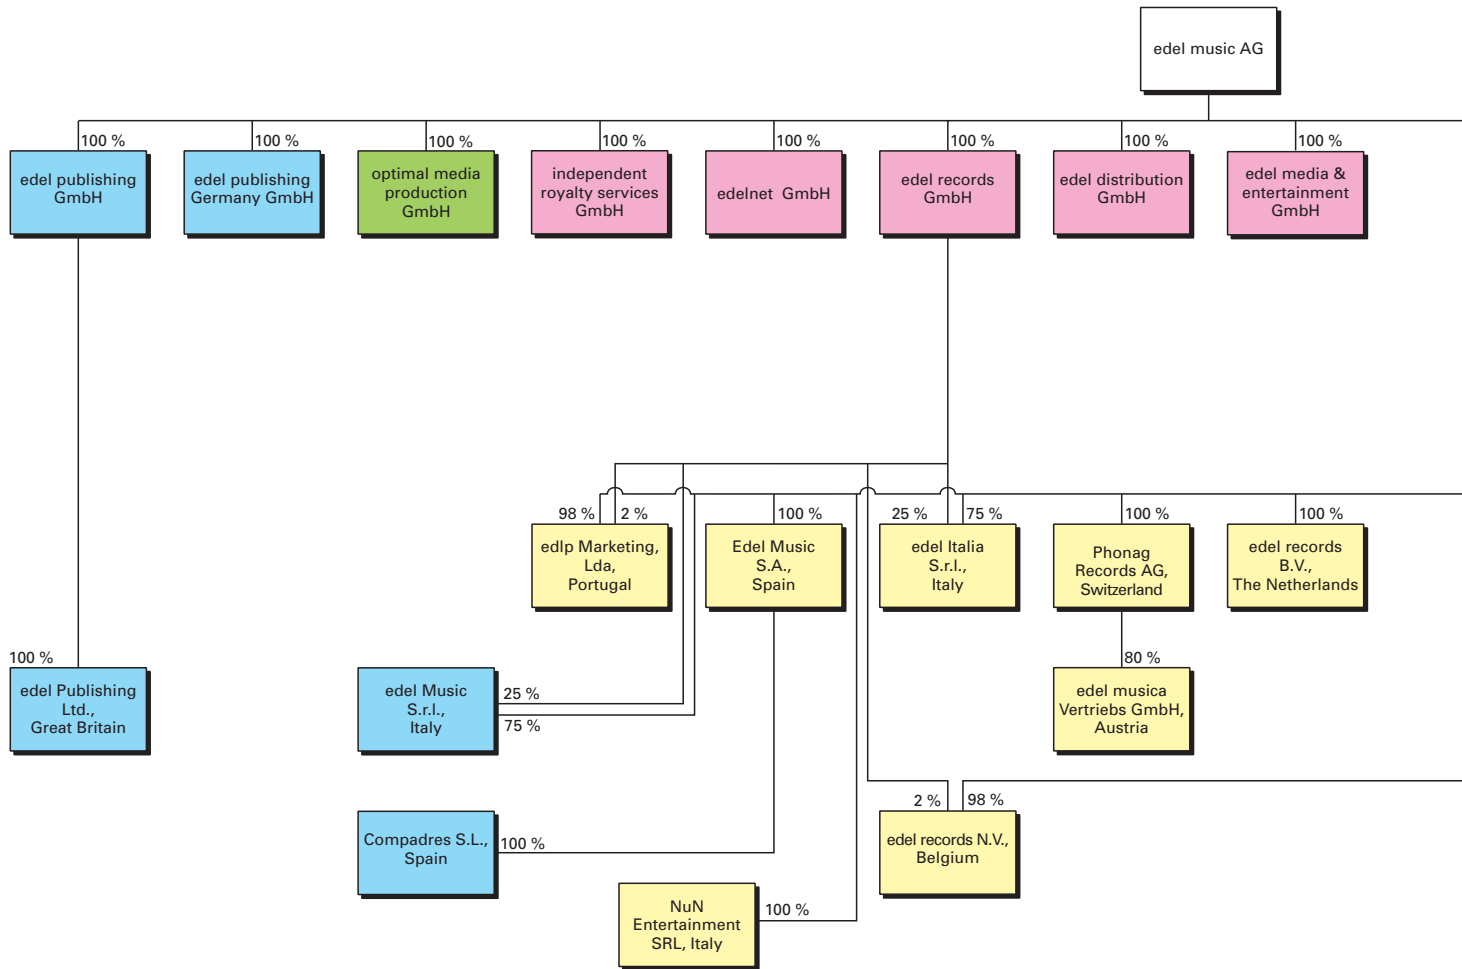 edel music AG
100 %
100 %
100 %
100 %
100 %
100 %
100 %
100 %
edel publishing
GmbH
edel publishing
Germany GmbH
optimal media
production
GmbH
independent
royalty services
GmbH
edelnet GmbH
edel records
GmbH
edel distribution
GmbH
edel media &
entertainment
GmbH
98 %
2 %
100 %
25 %
75 %
100 %
100 %
edlp Marketing,
Lda,
Portugal
Edel Music
S.A.,
Spain
edel Italia
S.r.l.,
Italy
Phonag
Records AG,
Switzerland
edel records
B.V.,
The Netherlands
100 %
edel Publishing
Ltd.,
Great Britain
edel Music
S.r.l.,
Italy
25 %
75 %
80 %
edel musica
Vertriebs GmbH,
Austria
Compadres S.L.,
Spain
100 %
2 %
98 %
edel records N.V.,
Belgium
NuN
Entertainment
SRL, Italy
100 %